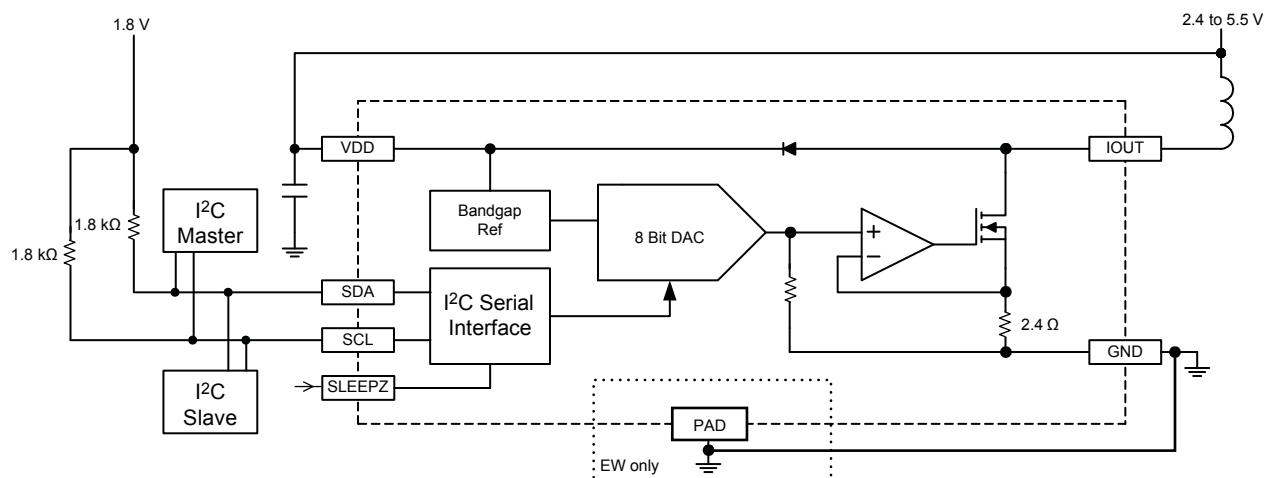 1.8 V
2.4 to 5.5 V
VDD
IOUT
I²C
Master
1.8 kΩ
1.8 kΩ
Bandgap
Ref
8 Bit DAC
+
−
SDA
I²C Serial
Interface
SCL
2.4 Ω
GND
SLEEPZ
I²C
Slave
PAD
EW only